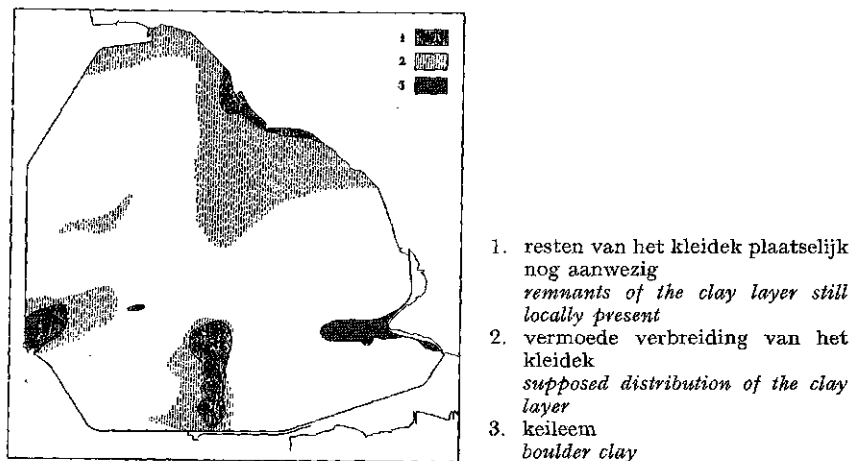 1
2
3
1. resten van het kleidek plaatselijk
nog aanwezig
remnants of the clay layer still
locally present
2. vermoede verbreiding van het
kleidek
supposed distribution of the clay
layer
3. keileem
boulder clay